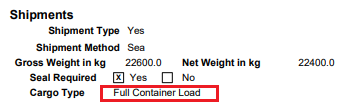 Shipments
Shipment Type Yes
Shipment Method Sea
Gross Weight in kg 22600.0 Net Weight in kg 22400.0
Seal Required X Yes No
Cargo Type Full Container Load